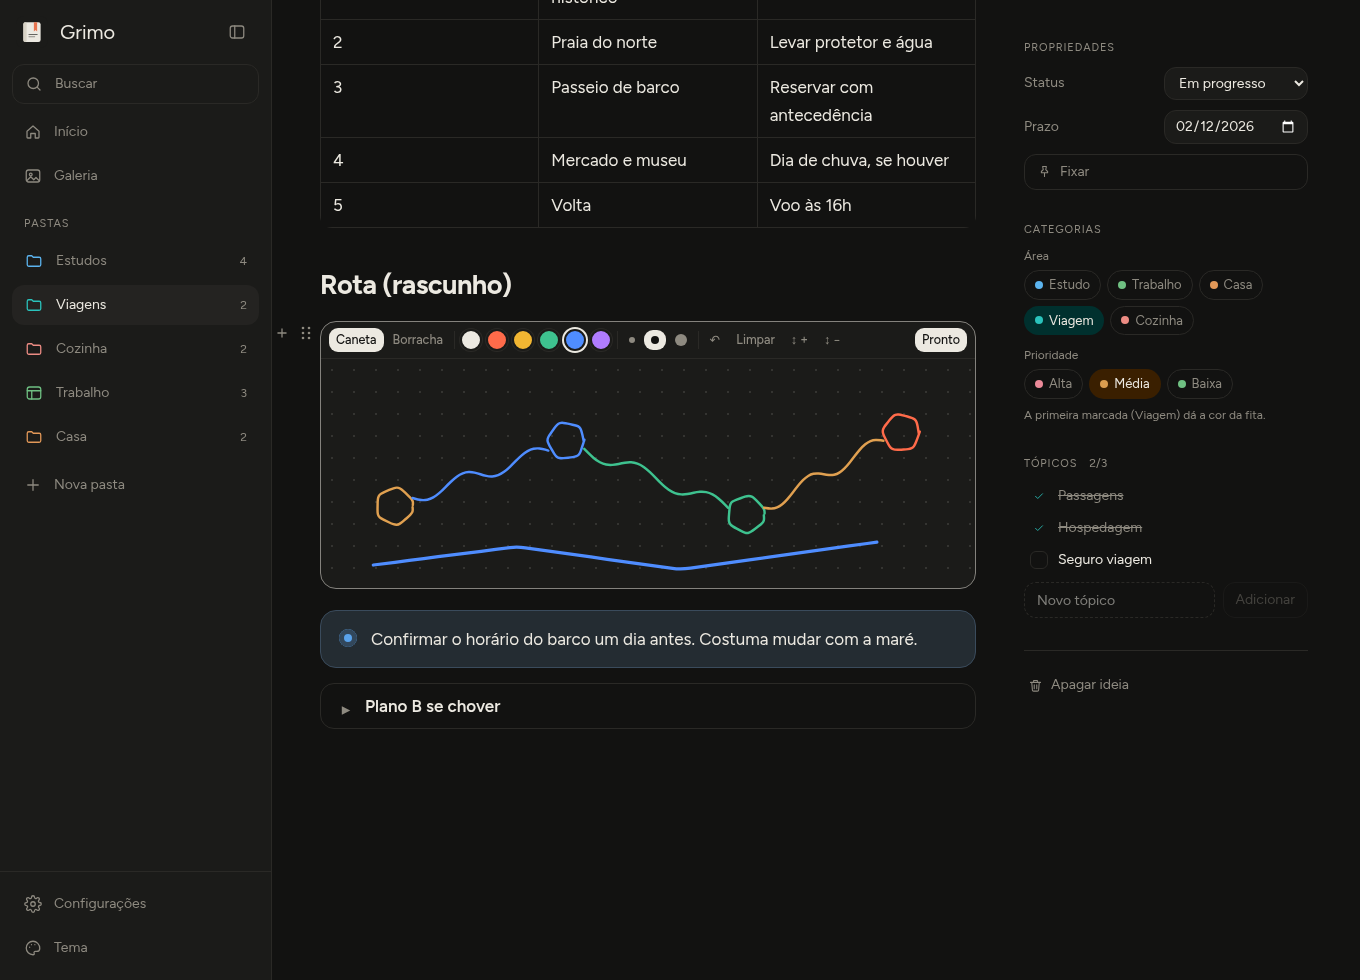 Grimo
Buscar
Início
Galeria
PASTAS
Estudos 4
Viagens 2
Cozinha 2
Trabalho 3
Casa 2
Nova pasta
Configurações
Tema
histórico
2 Praia do norte Levar protetor e água
3 Passeio de barco Reservar com
antecedência
4 Mercado e museu Dia de chuva, se houver
5 Volta Voo às 16h
Rota (rascunho)
Caneta Borracha Limpar ↕ + ↕ − Pronto
Confirmar o horário do barco um dia antes. Costuma mudar com a maré.
Plano B se chover
PROPRIEDADES
Status Em progresso
Prazo 02/12/2026
Fixar
CATEGORIAS
Área
Estudo Trabalho Casa
Viagem Cozinha
Prioridade
Alta Média Baixa
A primeira marcada (Viagem) dá a cor da fita.
TÓPICOS 2/3
Passagens
Hospedagem
Seguro viagem
Novo tópico Adicionar
Apagar ideia